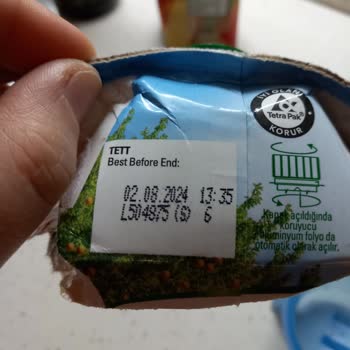 TETT
Best Before End:
02.08.2024 13:35
L504875 (6) 6
Tetra Pak
KORUR
Kapak açıldığında
koruyucu
alüminyum folyo da
otomatik olarak açılır.